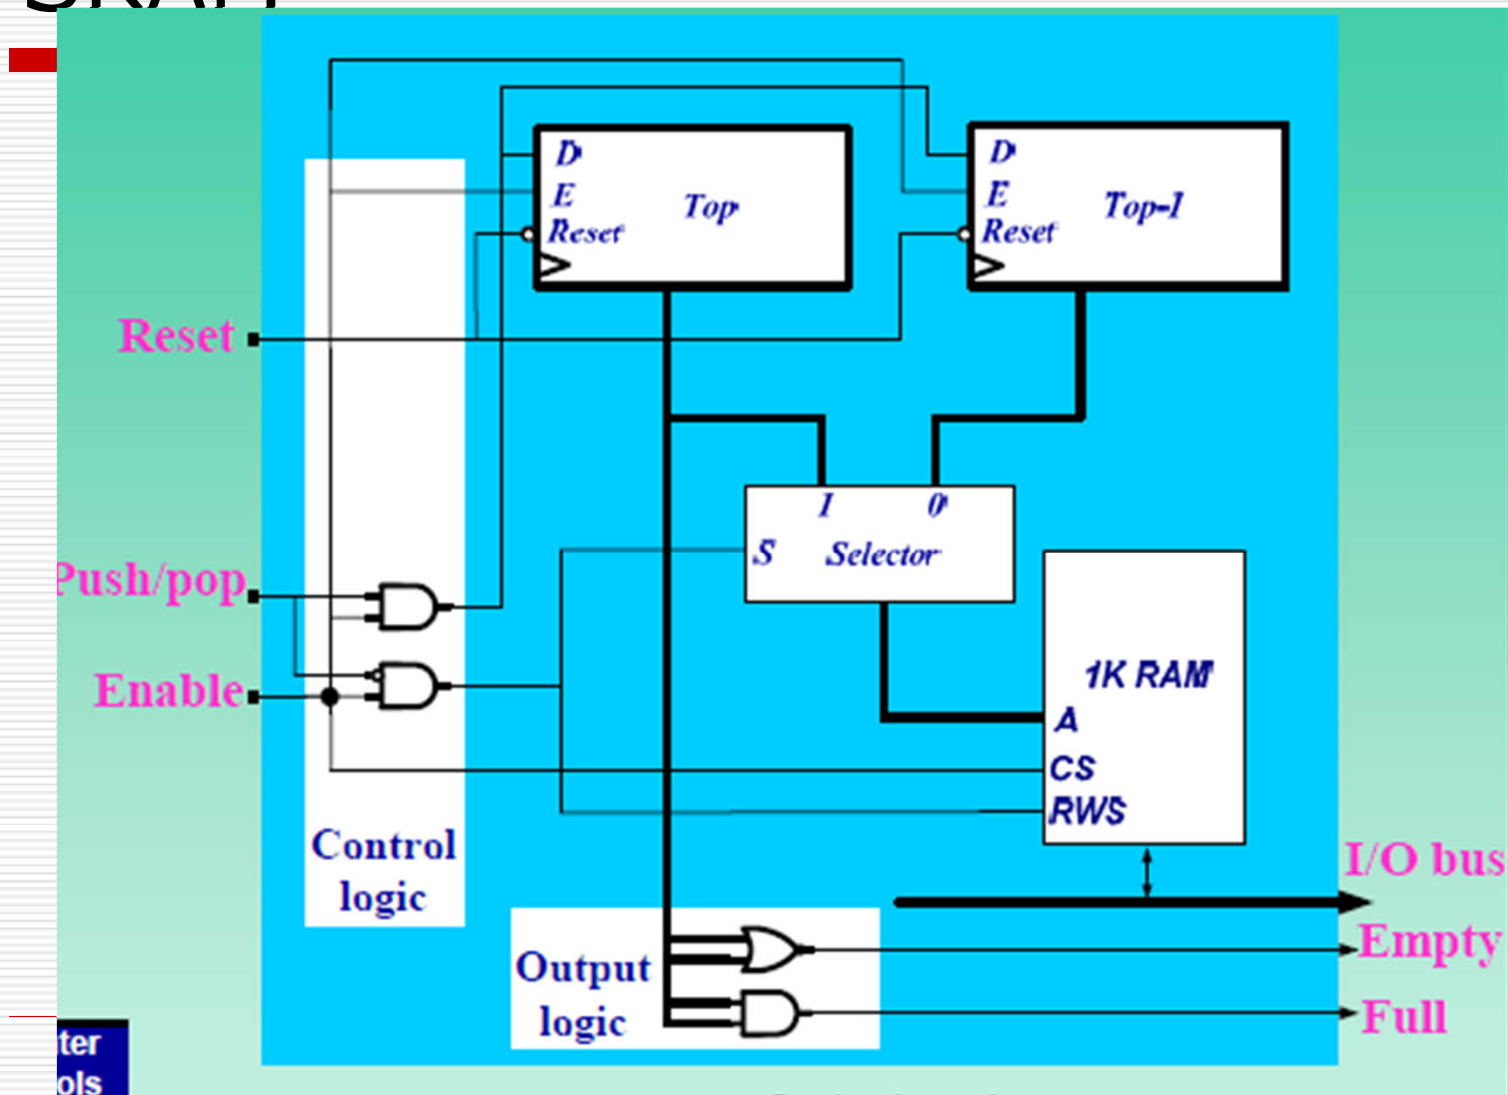 D
E
Reset
Top
D
E
Reset
Top-1
Reset
1
0
S
Selector
Push/pop
Enable
1K RAM
A
CS
RWS
Control
logic
I/O bus
Empty
Full
Output
logic
ter
ols